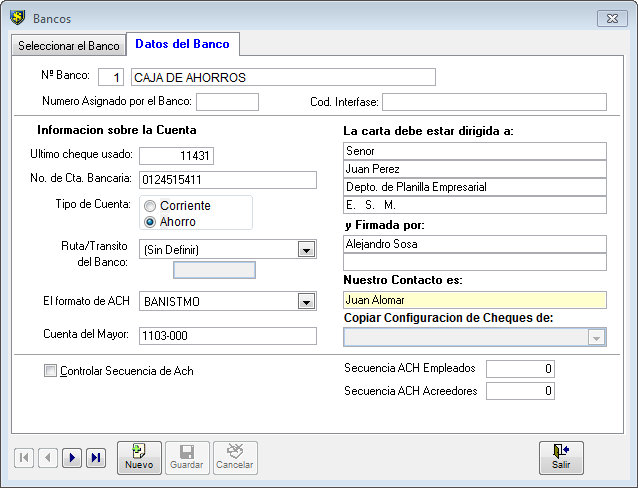 Bancos
Seleccionar el Banco
Datos del Banco
Nº Banco: 1 CAJA DE AHORROS
Numero Asignado por el Banco:
Cod. Interfase:
Informacion sobre la Cuenta
Ultimo cheque usado: 11431
No. de Cta. Bancaria: 0124515411
Tipo de Cuenta:
Corriente
Ahorro
Ruta/Transito
del Banco:
(Sin Definir)
El formato de ACH BANISTMO
Cuenta del Mayor: 1103-000
La carta debe estar dirigida a:
Senor
Juan Perez
Depto. de Planilla Empresarial
E. S. M.
y Firmada por:
Alejandro Sosa
Nuestro Contacto es:
Juan Alomar
Copiar Configuracion de Cheques de:
Controlar Secuencia de Ach
Secuencia ACH Empleados 0
Secuencia ACH Acreedores 0
Nuevo
Guardar
Cancelar
Salir